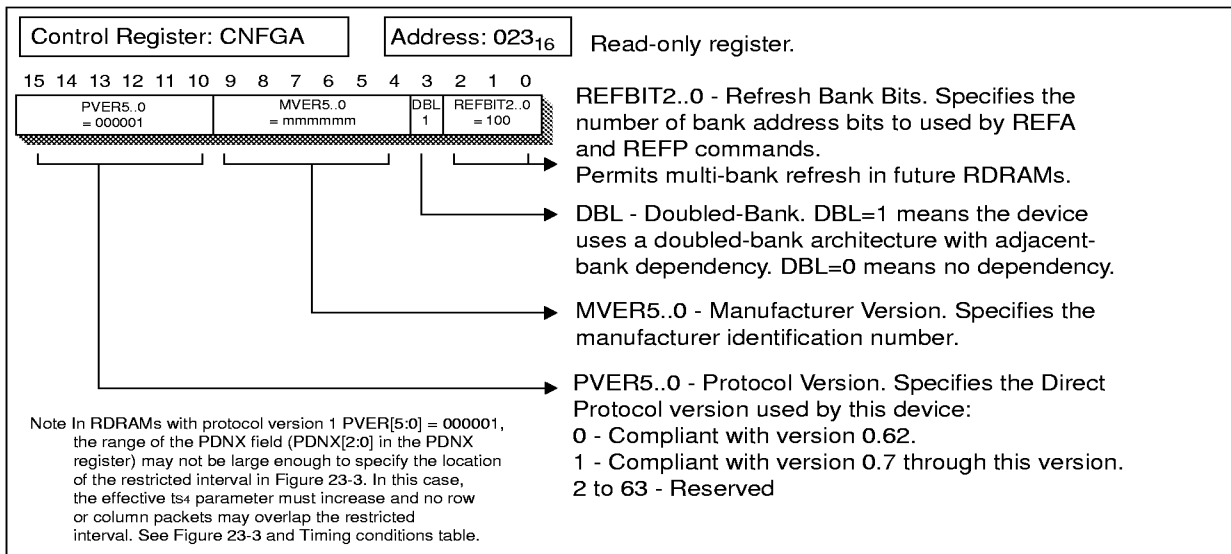 Control Register: CNFGA
Address: 023₁₆
Read-only register.
15 14 13 12 11 10 9 8 7 6 5 4 3 2 1 0
PVER5..0
= 000001
MVER5..0
= mmmmmmm
DBL
1
REFBIT2..0
= 100
REFBIT2..0 - Refresh Bank Bits. Specifies the
number of bank address bits to used by REFA
and REFP commands.
Permits multi-bank refresh in future RDRAMs.
DBL - Doubled-Bank. DBL=1 means the device
uses a doubled-bank architecture with adjacent-
bank dependency. DBL=0 means no dependency.
MVER5..0 - Manufacturer Version. Specifies the
manufacturer identification number.
PVER5..0 - Protocol Version. Specifies the Direct
Protocol version used by this device:
0 - Compliant with version 0.62.
1 - Compliant with version 0.7 through this version.
2 to 63 - Reserved
Note In RDRAMs with protocol version 1 PVER[5:0] = 000001,
the range of the PDNX field (PDNX[2:0] in the PDNX
register) may not be large enough to specify the location
of the restricted interval in Figure 23-3. In this case,
the effective tS4 parameter must increase and no row
or column packets may overlap the restricted
interval. See Figure 23-3 and Timing conditions table.